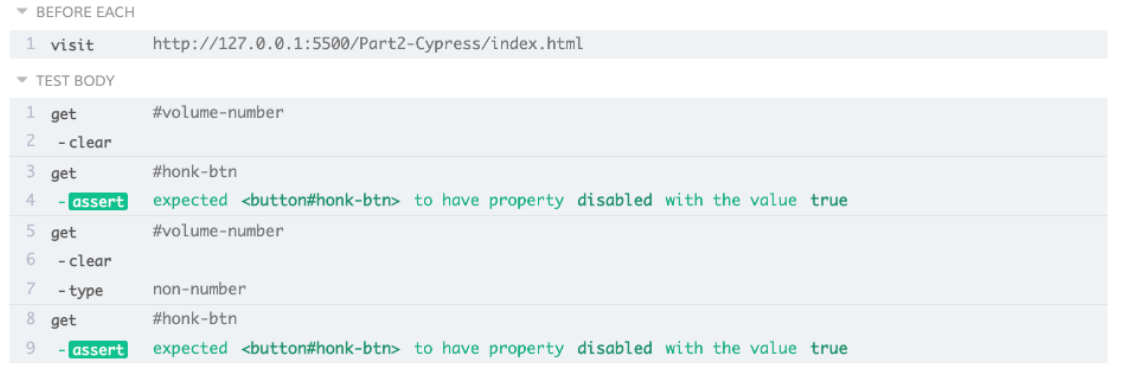 BEFORE EACH
1 visit http://127.0.0.1:5500/Part2-Cypress/index.html
TEST BODY
1 get #volume-number
2 -clear
3 get #honk-btn
4 -assert expected <button#honk-btn> to have property disabled with the value true
5 get #volume-number
6 -clear
7 -type non-number
8 get #honk-btn
9 -assert expected <button#honk-btn> to have property disabled with the value true